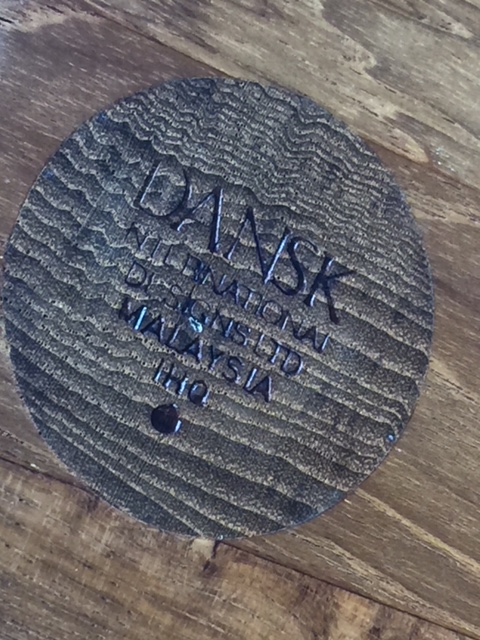 DANSK
INTERNATIONAL
DESIGNS LTD
MALAYSIA
IHQ